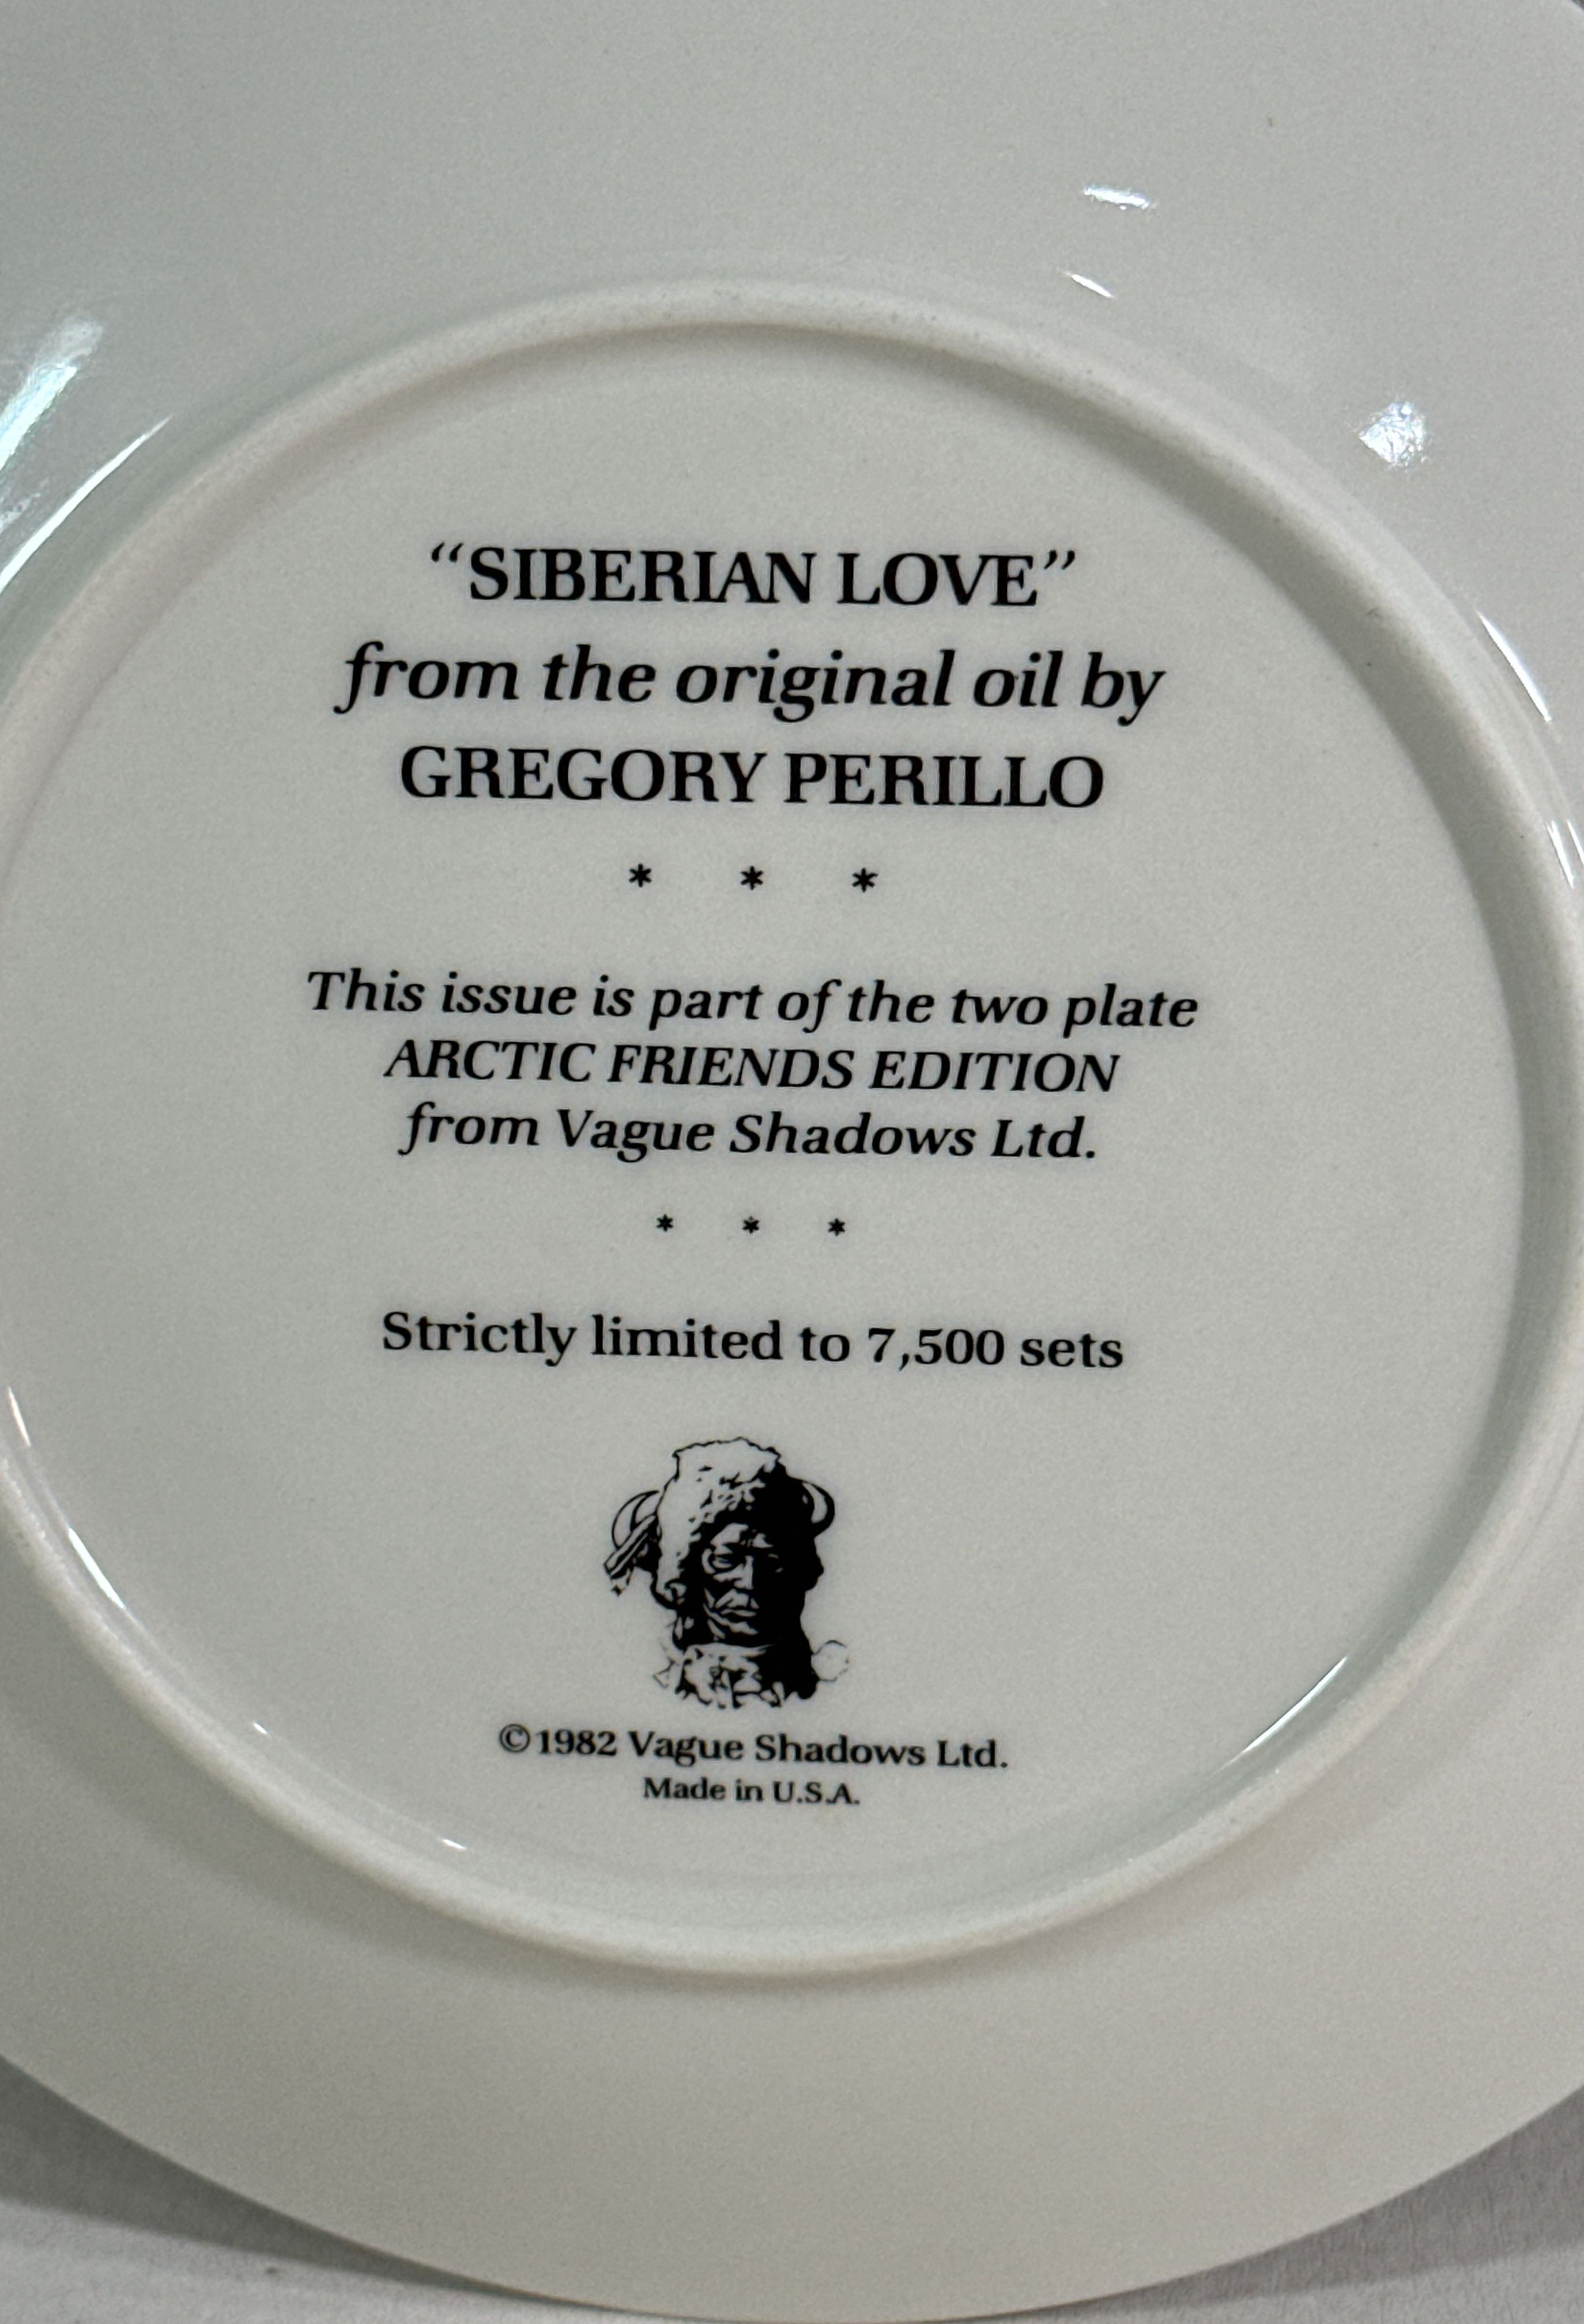 “SIBERIAN LOVE”
from the original oil by
GREGORY PERILLO
* * *
This issue is part of the two plate
ARCTIC FRIENDS EDITION
from Vague Shadows Ltd.
* * *
Strictly limited to 7,500 sets
©1982 Vague Shadows Ltd.
Made in U.S.A.